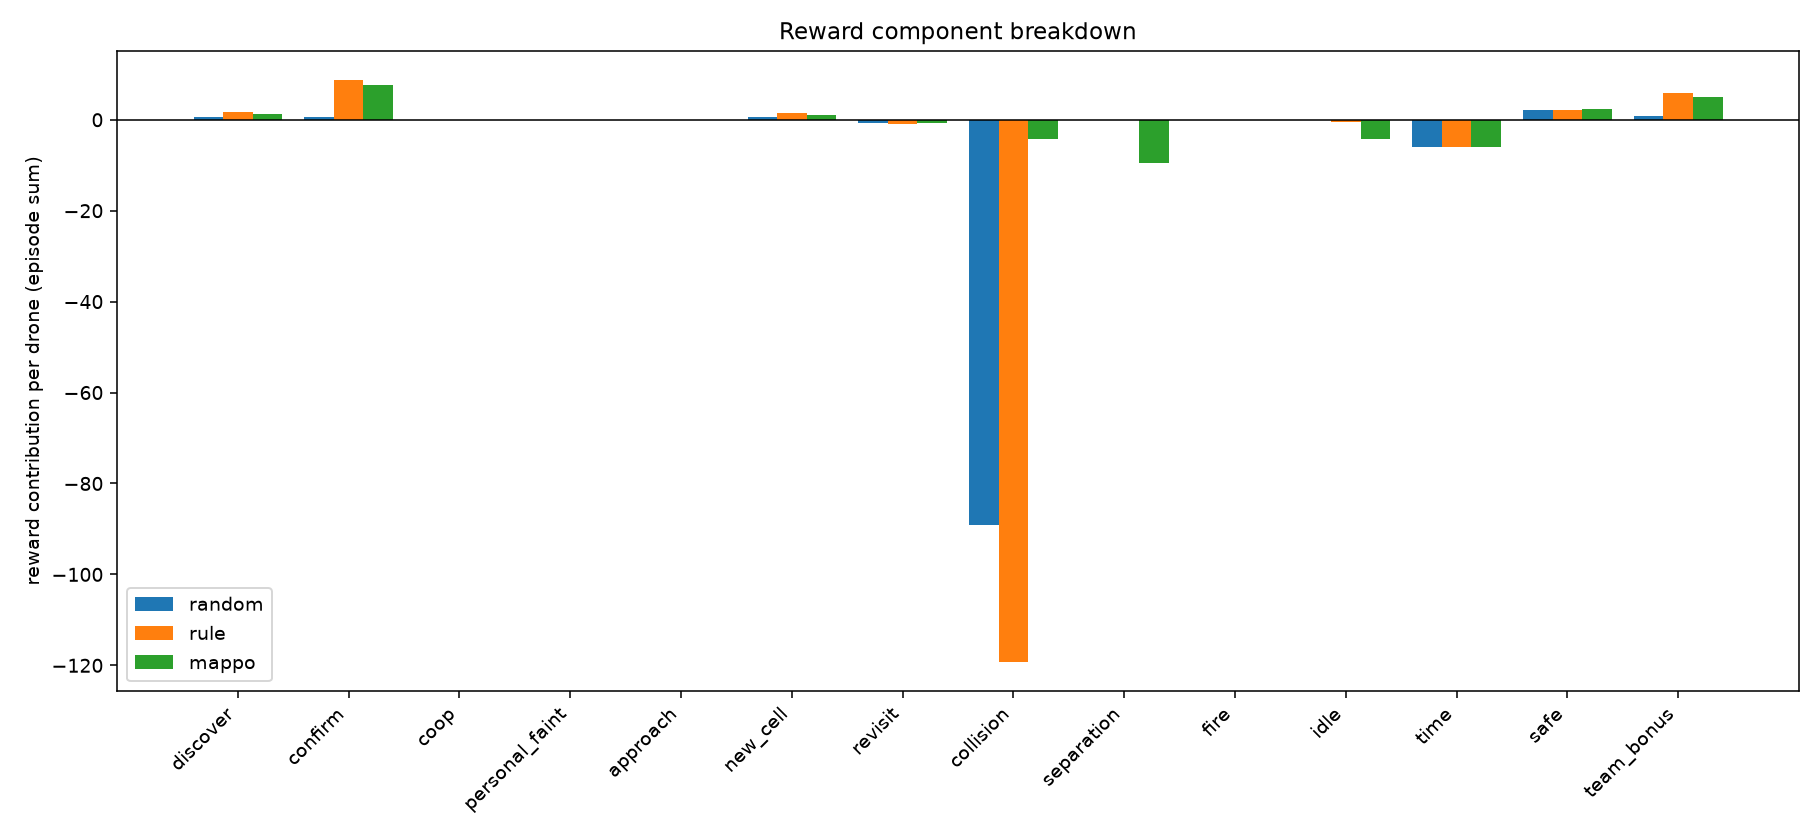 Reward component breakdown
reward contribution per drone (episode sum)
0
−20
−40
−60
−80
−100
−120
random
rule
mappo
discover
confirm
coop
personal_faint
approach
new_cell
revisit
collision
separation
fire
idle
time
safe
team_bonus